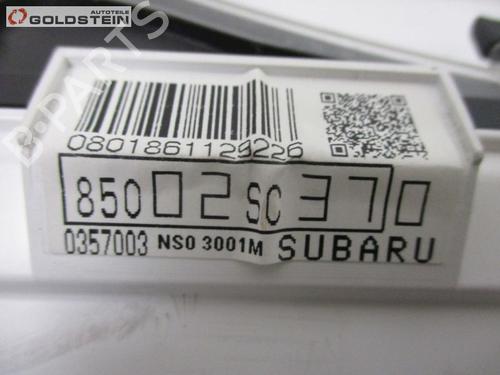 AUTOTEILE
GOLDSTEIN
B-PARTS
0801861129226
85002SC370
0357003 NS0 3001M SUBARU